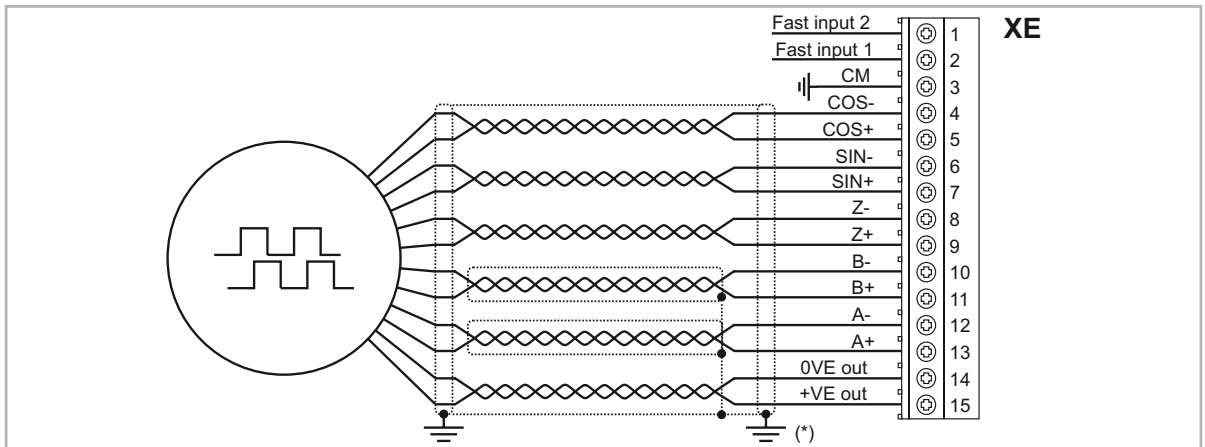 Fast input 2 1 XE
Fast input 1 2
CM 3
COS- 4
COS+ 5
SIN- 6
SIN+ 7
Z- 8
Z+ 9
B- 10
B+ 11
A- 12
A+ 13
0VE out 14
+VE out 15
(*)